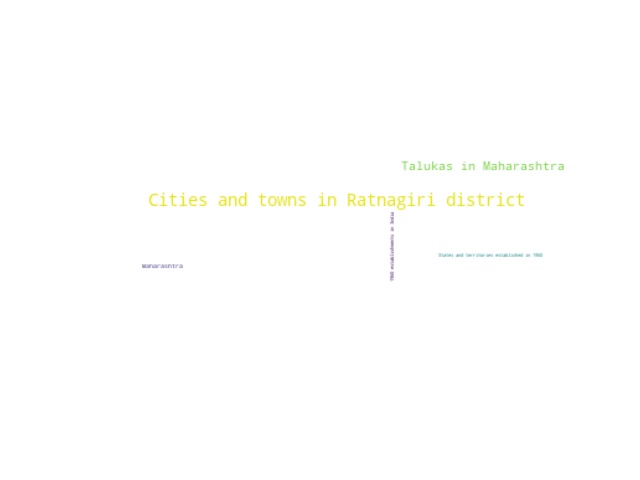 Talukas in Maharashtra
Cities and towns in Ratnagiri district
1960 establishments in India
States and territories established in 1960
Maharashtra